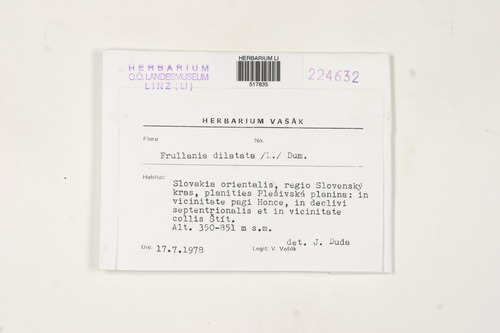 HERBARIUM LI
517835
HERBARIUM
O.Ö. LANDESMUSEUM
LINZ (LI)
224632
HERBARIUM VAŠÁK
Flora
No.
Frullania dilatata /L./ Dum.
Habitat:
Slovakia orientalis, regio Slovenský
kras, planities Plešivská planina: in
vicinitate pagi Honce, in declivi
septentrionalis et in vicinitate
collis Štít.
Alt. 350-851 m s.m.
det. J. Duda
Die: 17.7.1978
Legit: V. Vašák